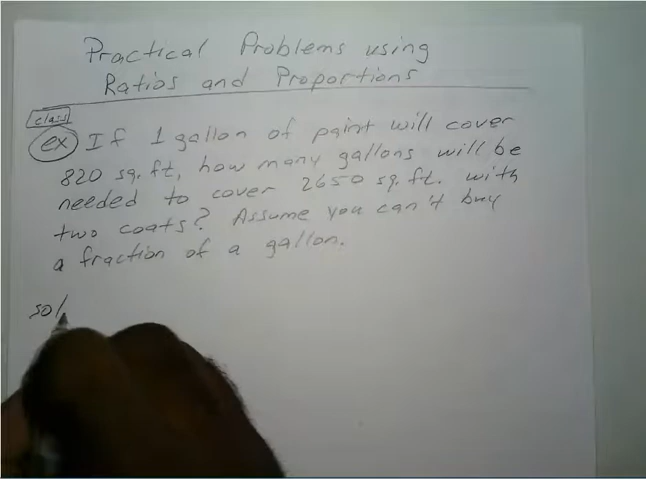 Practical Problems using
Ratios and Proportions
class
ex If 1 gallon of paint will cover
820 sq. ft, how many gallons will be
needed to cover 2650 sq. ft. with
two coats? Assume you can't buy
a fraction of a gallon.
sol